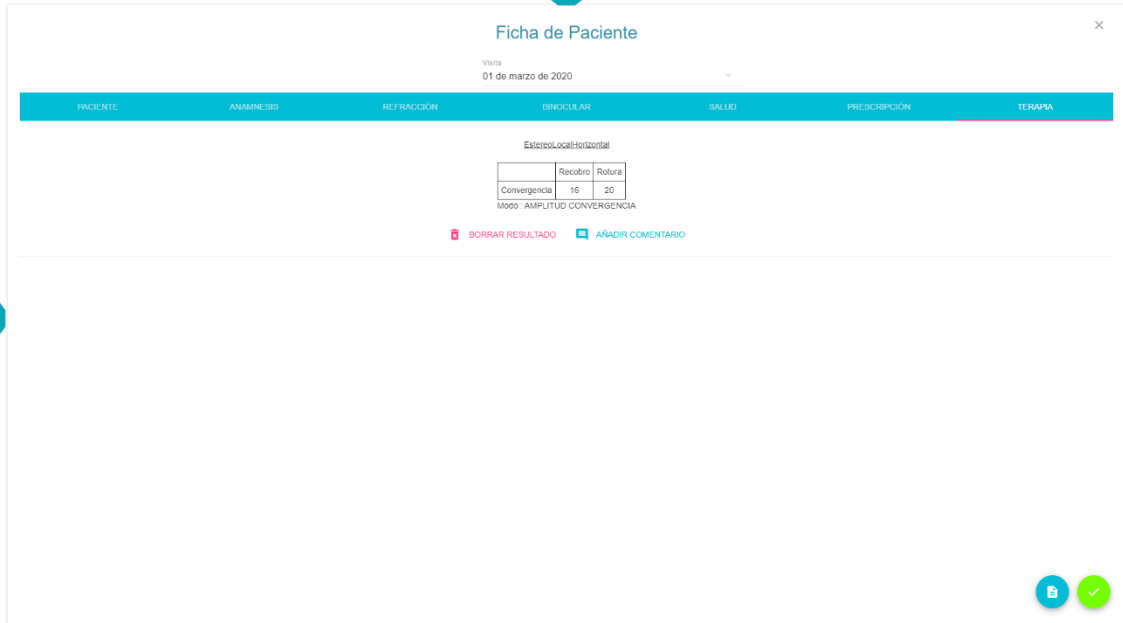 Ficha de Paciente
Visita
01 de marzo de 2020
PACIENTE ANAMNESIS REFRACCIÓN BINOCULAR SALUD PRESCRIPCIÓN TERAPIA
EstereoLocalHorizontal
Recobro Rotura
Convergencia 16 20
Modo : AMPLITUD CONVERGENCIA
BORRAR RESULTADO AÑADIR COMENTARIO